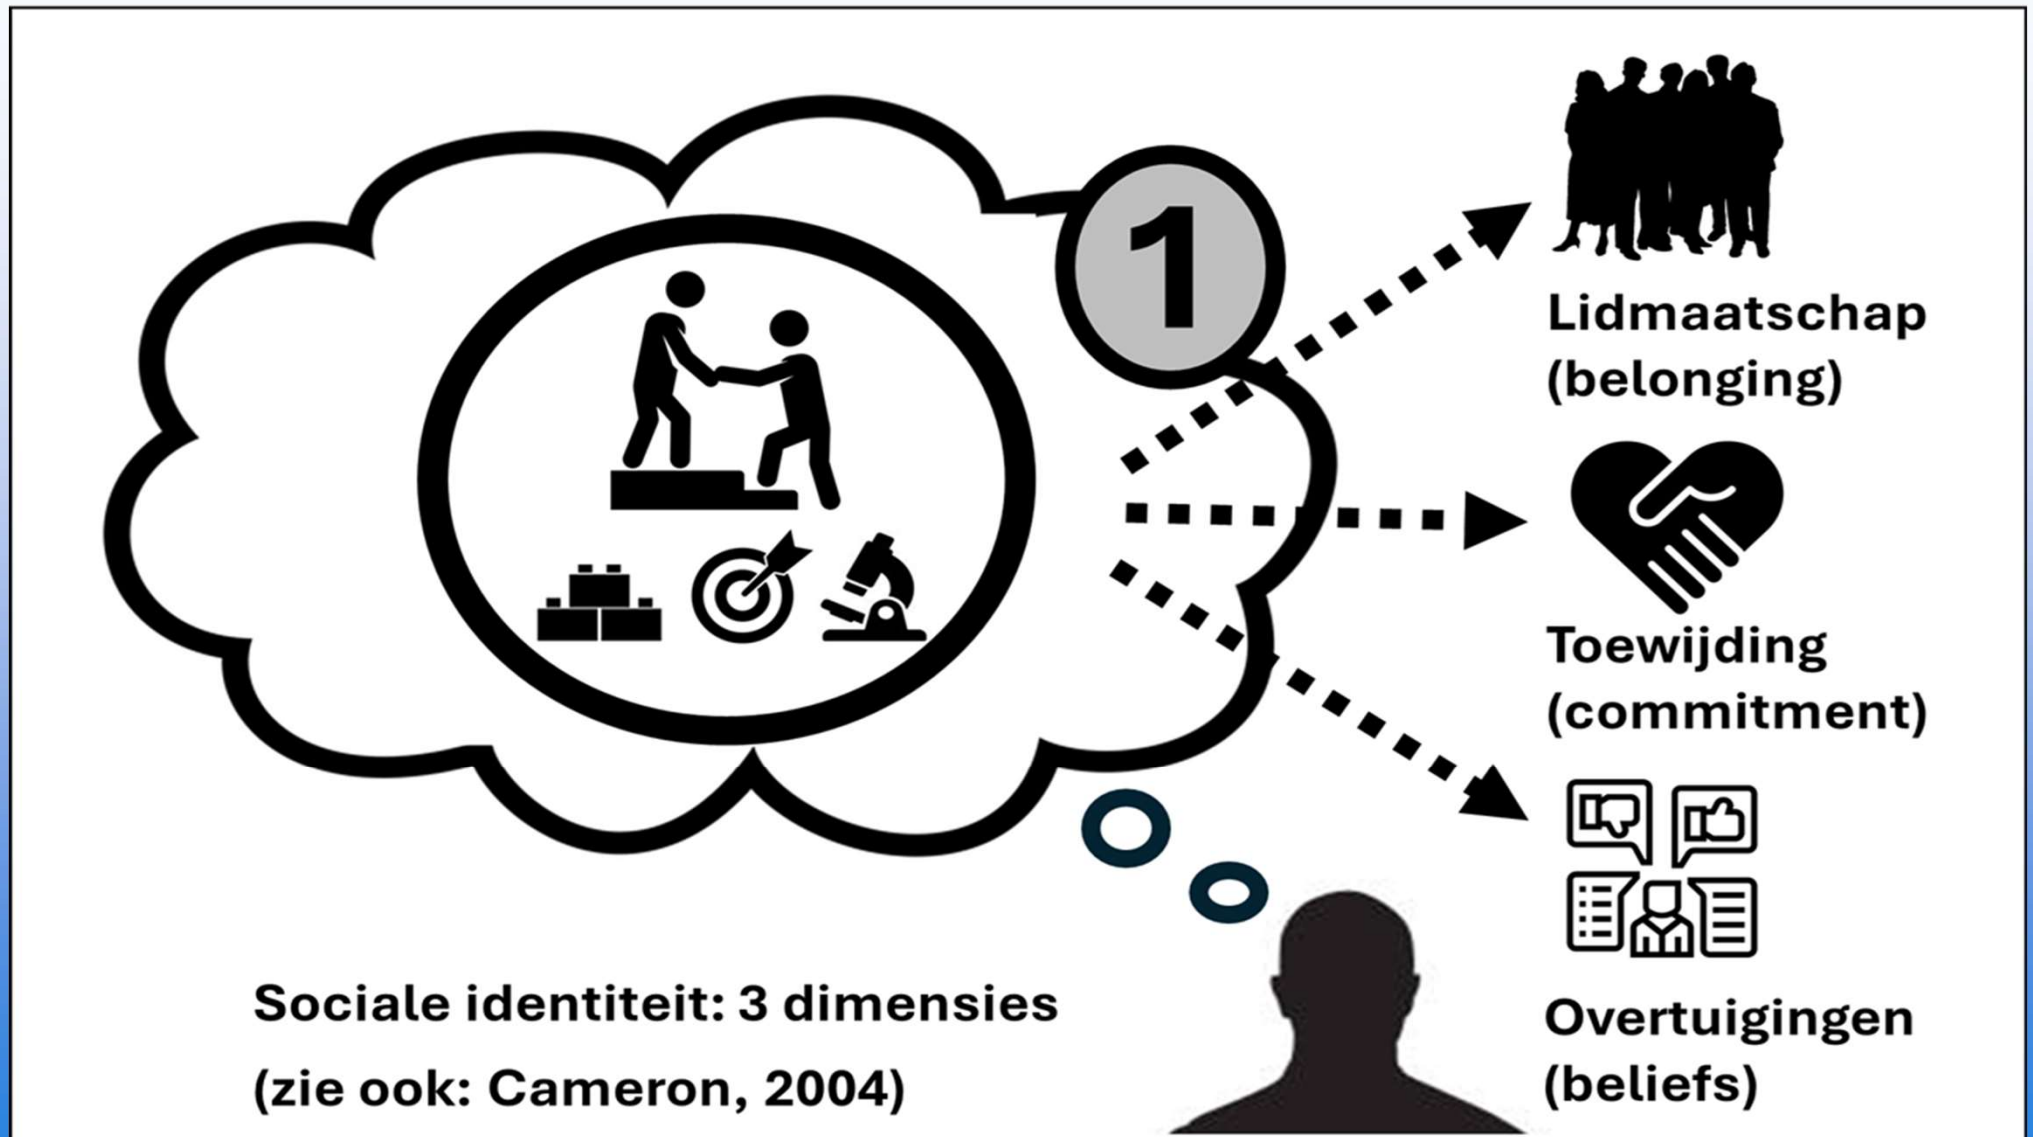 1
Lidmaatschap
(belonging)
Toewijding
(commitment)
Overtuigingen
(beliefs)
Sociale identiteit: 3 dimensies
(zie ook: Cameron, 2004)